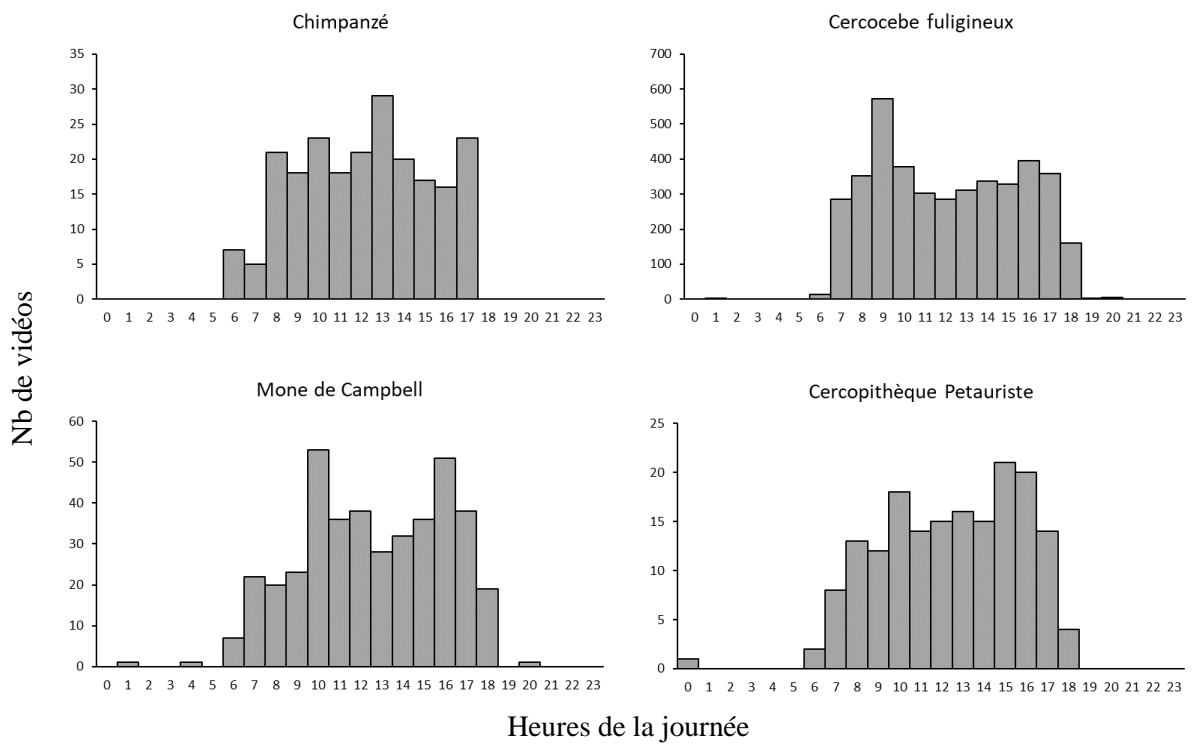 Chimpanzé
35
30
25
20
15
10
5
0
0 1 2 3 4 5 6 7 8 9 10 11 12 13 14 15 16 17 18 19 20 21 22 23
Cercocebe fuligineux
700
600
500
400
300
200
100
0
0 1 2 3 4 5 6 7 8 9 10 11 12 13 14 15 16 17 18 19 20 21 22 23
Nb de vidéos
Mone de Campbell
60
50
40
30
20
10
0
0 1 2 3 4 5 6 7 8 9 10 11 12 13 14 15 16 17 18 19 20 21 22 23
Cercopithèque Petauriste
25
20
15
10
5
0
0 1 2 3 4 5 6 7 8 9 10 11 12 13 14 15 16 17 18 19 20 21 22 23
Heures de la journée